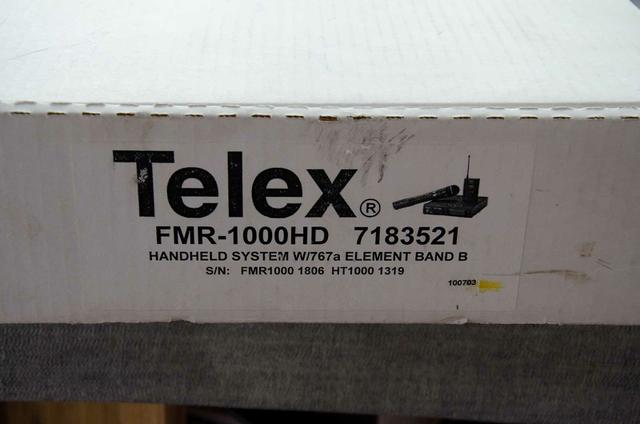 Telex®
FMR-1000HD 7183521
HANDHELD SYSTEM W/767a ELEMENT BAND B
S/N: FMR1000 1806 HT1000 1319
100703